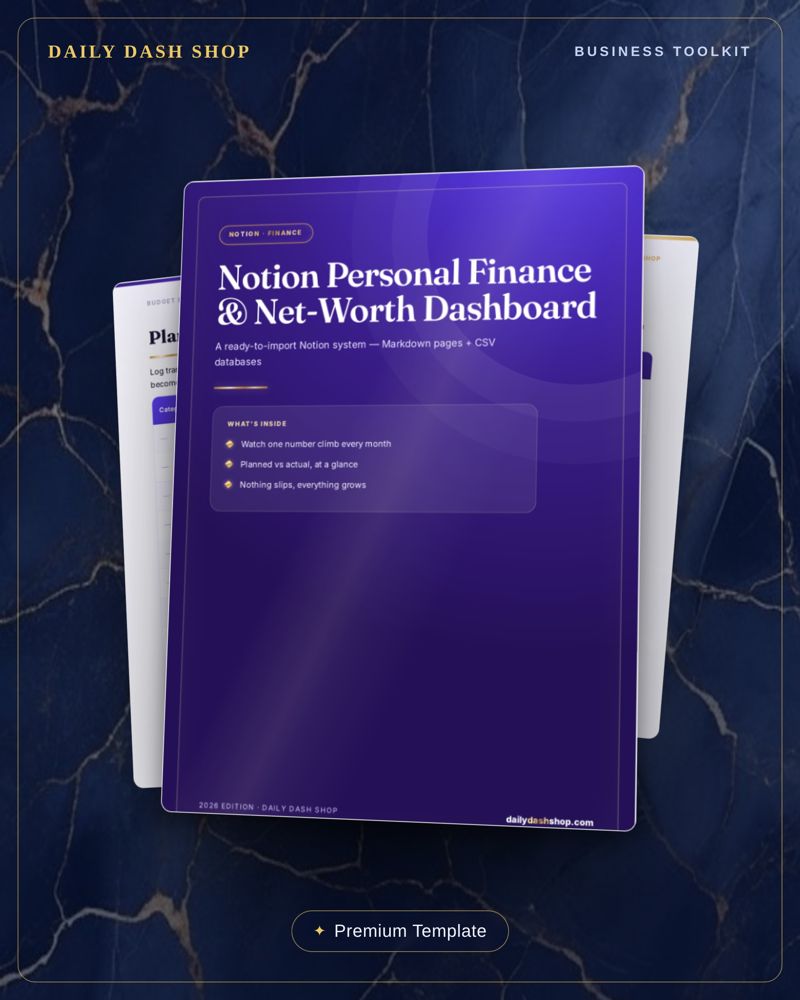 DAILY DASH SHOP
BUSINESS TOOLKIT
NOTION · FINANCE
Notion Personal Finance
& Net-Worth Dashboard
A ready-to-import Notion system — Markdown pages + CSV
databases
WHAT'S INSIDE
Watch one number climb every month
Planned vs actual, at a glance
Nothing slips, everything grows
2026 EDITION · DAILY DASH SHOP
dailydashshop.com
BUDGET
Log
✦ Premium Template